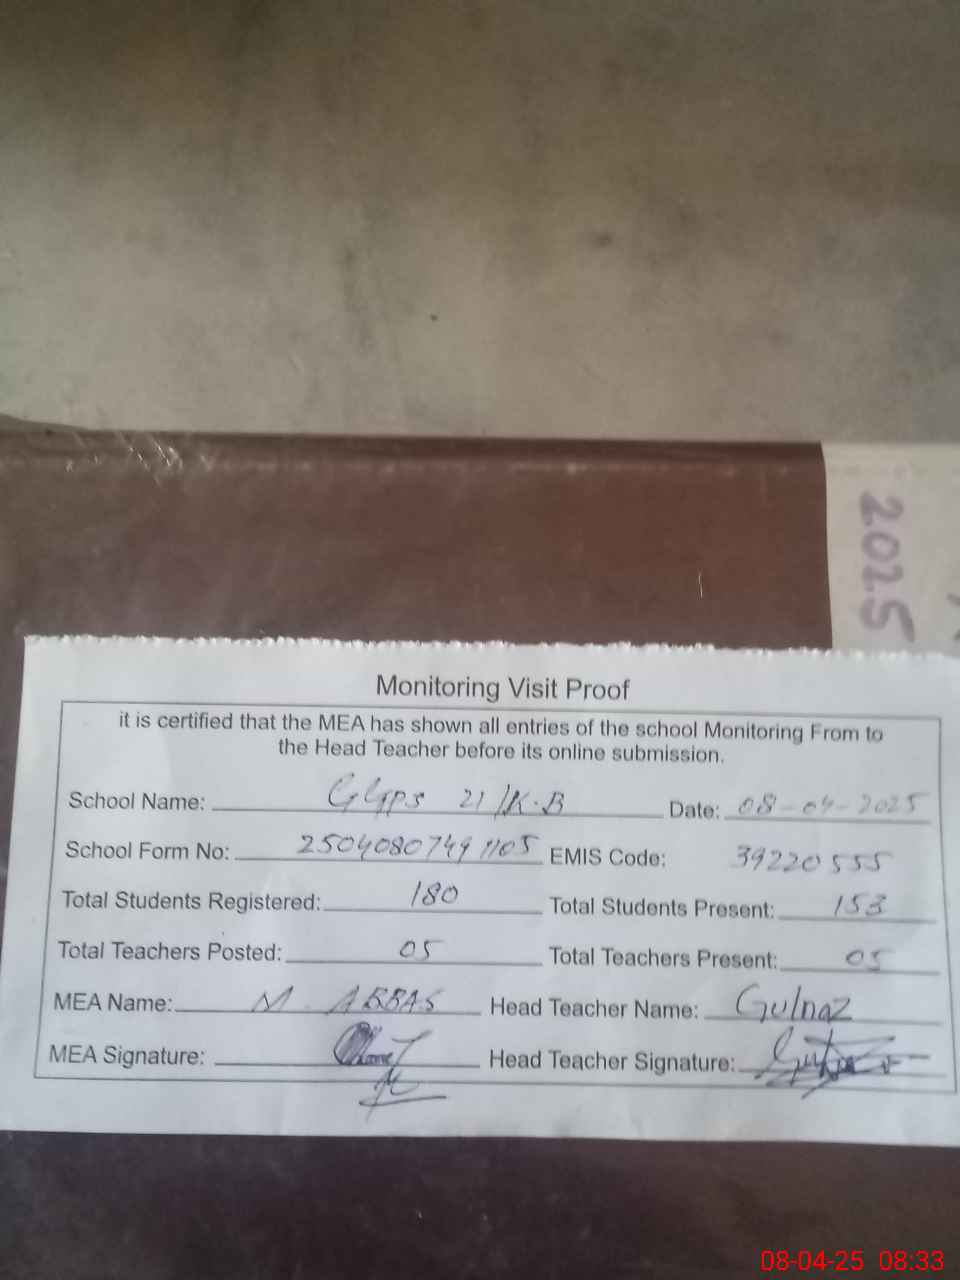 2025
Monitoring Visit Proof
it is certified that the MEA has shown all entries of the school Monitoring From to
the Head Teacher before its online submission.
School Name: GGPS 21/K.B Date: 08-04-2025
School Form No: 25040807491105 EMIS Code: 39220555
Total Students Registered: 180 Total Students Present: 153
Total Teachers Posted: 05 Total Teachers Present: 05
MEA Name: M. ABBAS Head Teacher Name: Gulnaz
MEA Signature: Head Teacher Signature:
08-04-25 08:33